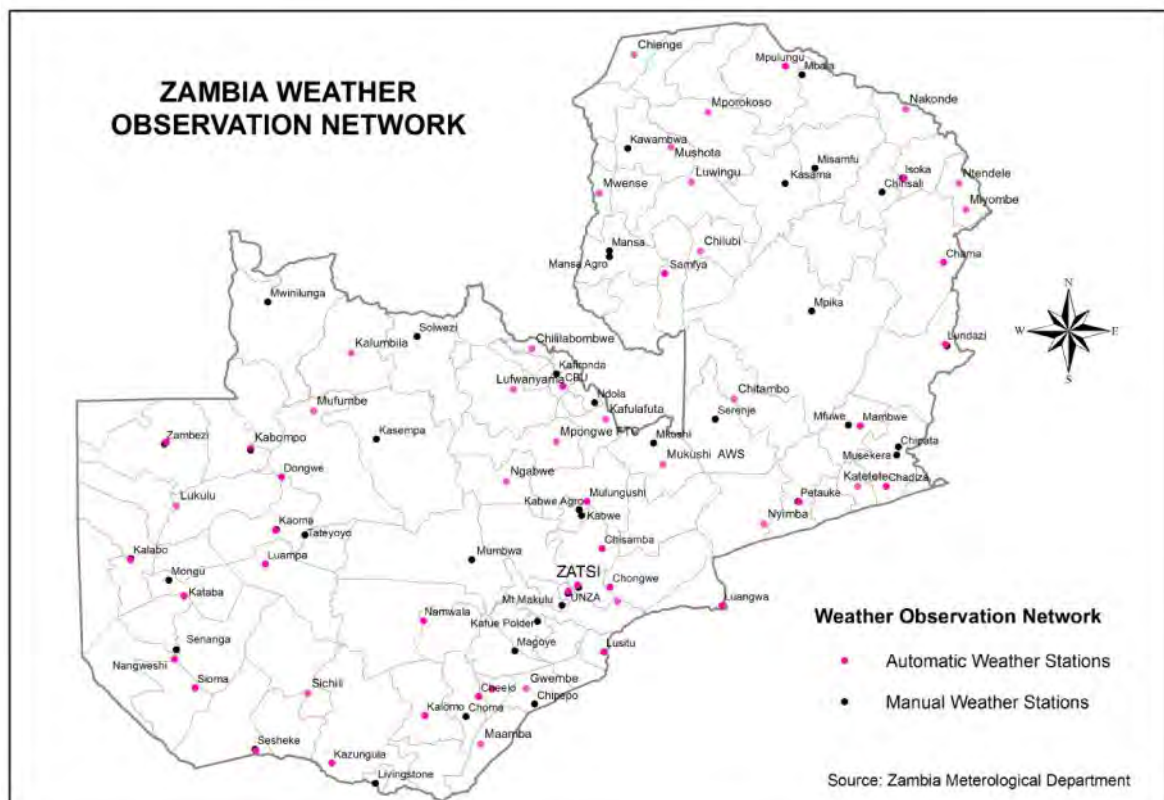 ZAMBIA WEATHER
OBSERVATION NETWORK
Chienge
Mpulungu
Mbala
Mporokoso
Nakonde
Kawambwa
Mushota
Misamfu
Isoka
Ntendele
Mwense
Luwingu
Kasama
Chinsali
Miyombe
Mansa
Chilubi
Mansa Agro
Samfya
Chama
Mwinilunga
Mpika
N
W
E
S
Solwezi
Kalumbila
Chililabombwe
Lundazi
Kafironda
CBU
Lufwanyama
Ndola
Chitambo
Mufumbe
Kafulafuta
Serenje
Mfuwe
Mambwe
Zambezi
Kabompo
Kasempa
Mpongwe FTC
Mkushi
Chipata
Musekera
Mukushi AWS
Dongwe
Ngabwe
Katetete
Chadiza
Lukulu
Kabwe Agro
Mulungushi
Petauke
Kabwe
Nyimba
Kaoma
Tateyoyo
Chisamba
Kalabo
Luampa
Mumbwa
Mongu
ZATSI
Kataba
Chongwe
UNZA
Mt Makulu
Luangwa
Namwala
Kafue Polder
Weather Observation Network
Senanga
Magoye
Lusitu
Nangweshi
Automatic Weather Stations
Sioma
Sichili
Gwembe
Chipepo
Manual Weather Stations
Kalomo
Choma
Maamba
Sesheke
Kazungula
Livingstone
Source: Zambia Meterological Department